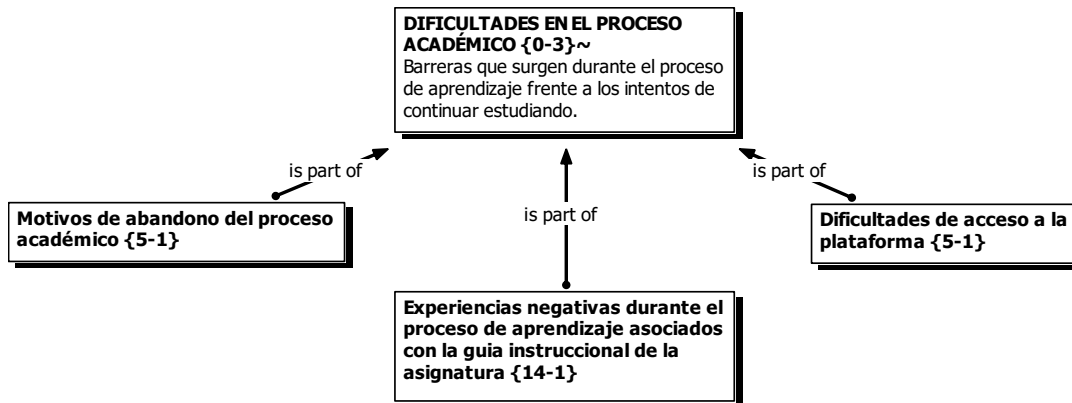 DIFICULTADES EN EL PROCESO
ACADÉMICO {0-3}~
Barreras que surgen durante el proceso
de aprendizaje frente a los intentos de
continuar estudiando.
is part of
is part of
is part of
Motivos de abandono del proceso
académico {5-1}
Dificultades de acceso a la
plataforma {5-1}
Experiencias negativas durante el
proceso de aprendizaje asociados
con la guia instruccional de la
asignatura {14-1}